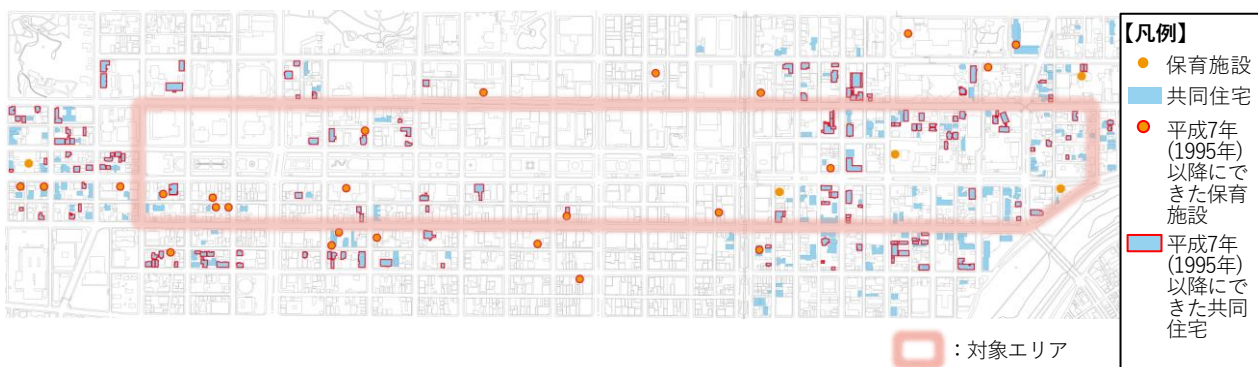 【凡例】
保育施設
共同住宅
平成7年
(1995年)
以降にで
きた保育
施設
平成7年
(1995年)
以降にで
きた共同
住宅
：対象エリア